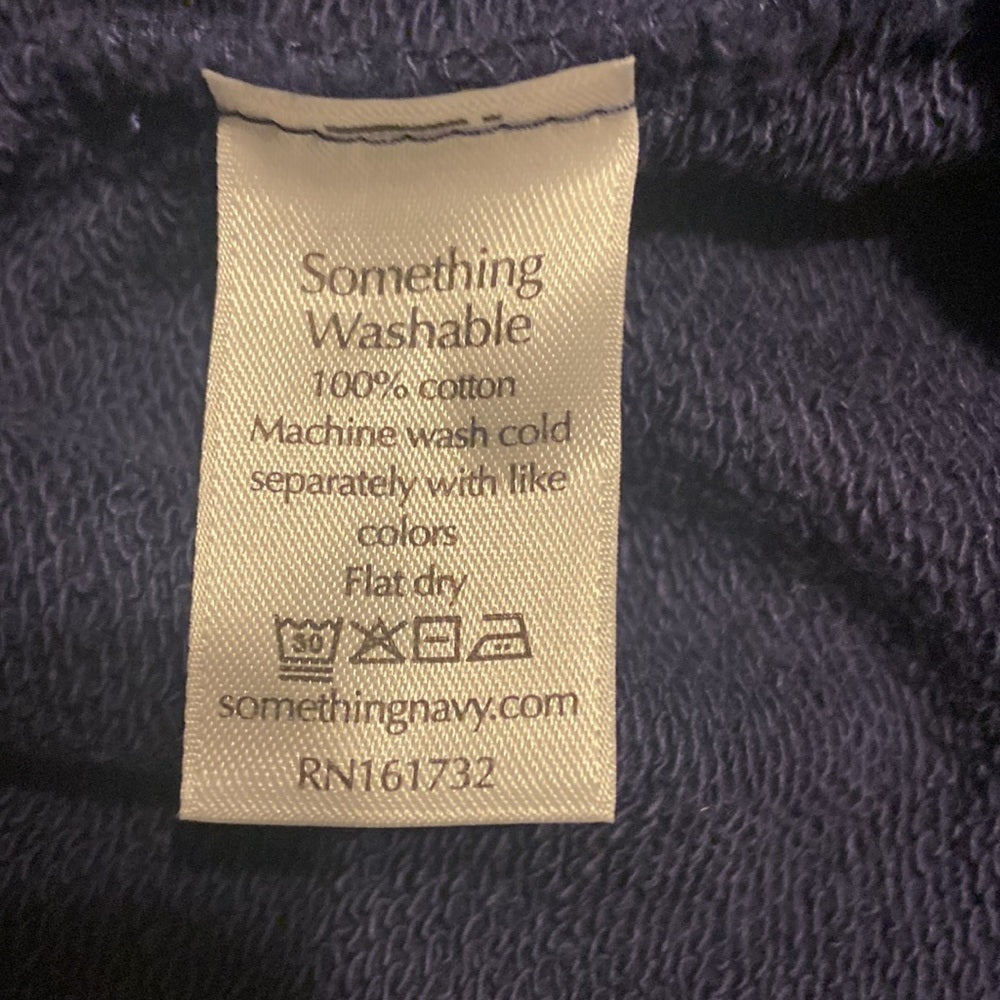 Something
Washable
100% cotton
Machine wash cold
separately with like
colors
Flat dry
30
somethingnavy.com
RN161732